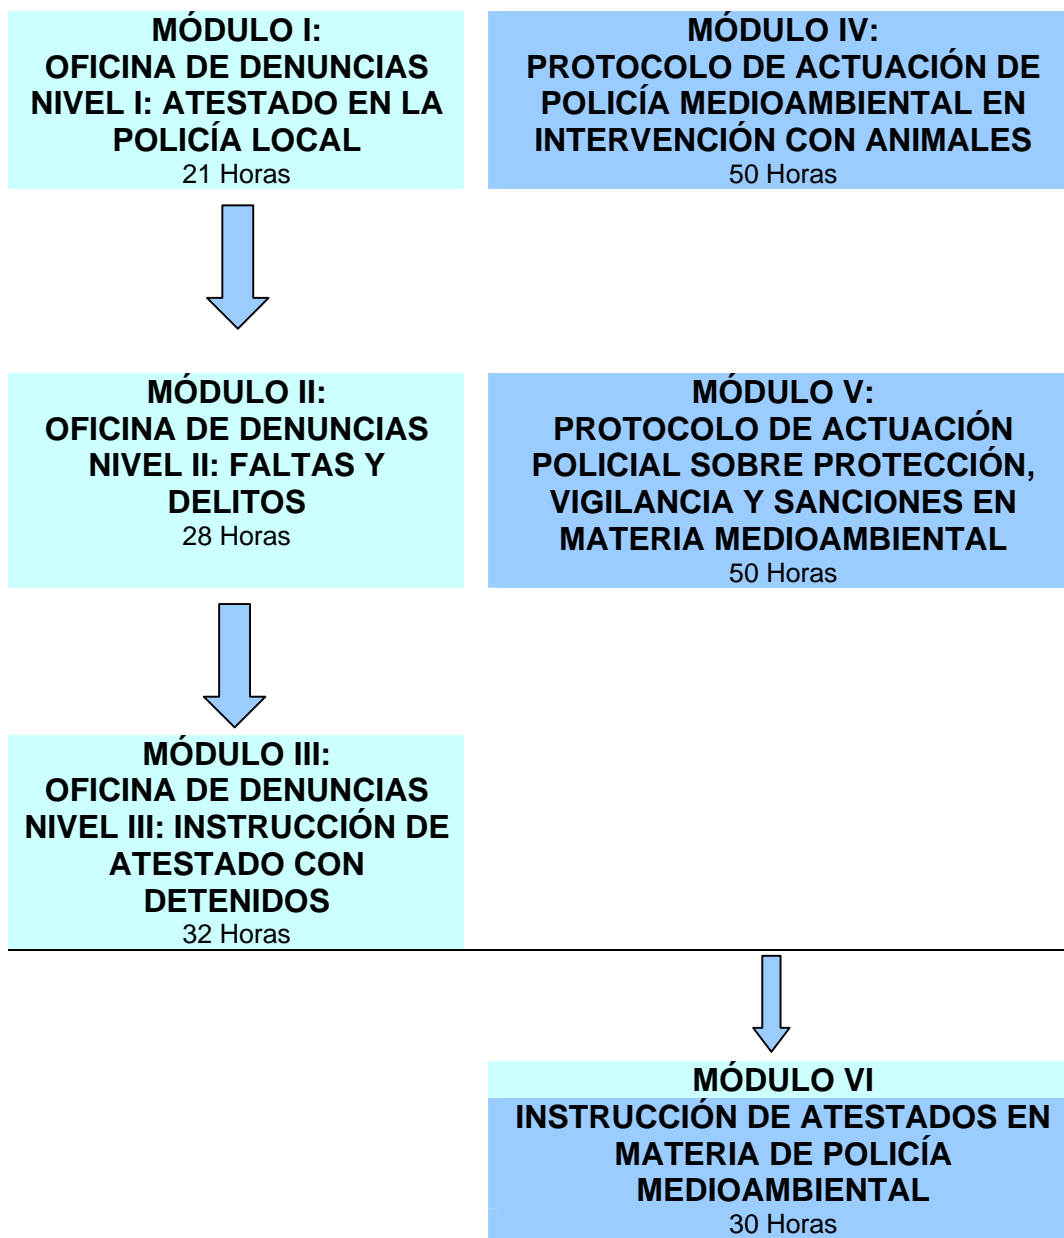 MÓDULO I:
OFICINA DE DENUNCIAS
NIVEL I: ATESTADO EN LA
POLICÍA LOCAL
21 Horas
MÓDULO IV:
PROTOCOLO DE ACTUACIÓN DE
POLICÍA MEDIOAMBIENTAL EN
INTERVENCIÓN CON ANIMALES
50 Horas
MÓDULO II:
OFICINA DE DENUNCIAS
NIVEL II: FALTAS Y
DELITOS
28 Horas
MÓDULO V:
PROTOCOLO DE ACTUACIÓN
POLICIAL SOBRE PROTECCIÓN,
VIGILANCIA Y SANCIONES EN
MATERIA MEDIOAMBIENTAL
50 Horas
MÓDULO III:
OFICINA DE DENUNCIAS
NIVEL III: INSTRUCCIÓN DE
ATESTADO CON
DETENIDOS
32 Horas
MÓDULO VI
INSTRUCCIÓN DE ATESTADOS EN
MATERIA DE POLICÍA
MEDIOAMBIENTAL
30 Horas